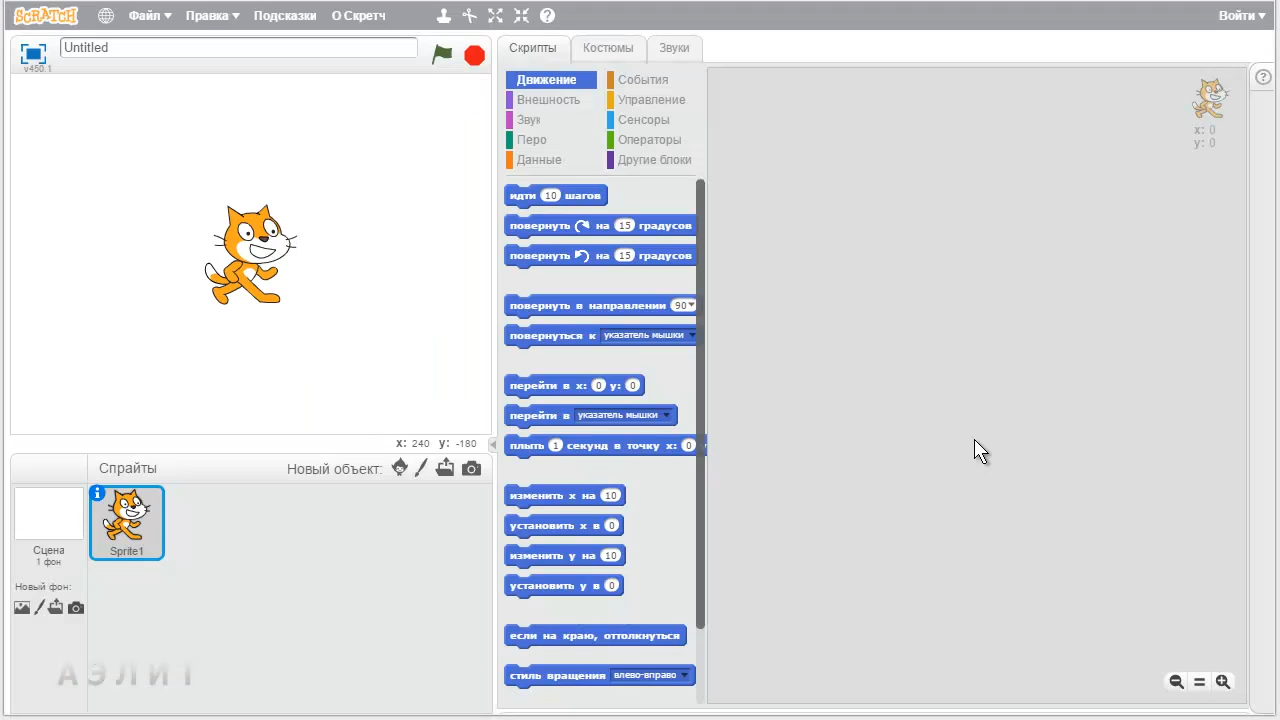 SCRATCH Файл Правка Подсказки О Скретч Войти
v450.1 Untitled
Скрипты Костюмы Звуки
Движение События
Внешность Управление
Звук Сенсоры
Перо Операторы
Данные Другие блоки
x: 0
y: 0
идти 10 шагов
повернуть на 15 градусов
повернуть на 15 градусов
повернуть в направлении 90
повернуться к указатель мышки
перейти в x: 0 y: 0
перейти в указатель мышки
плыть 1 секунд в точку x: 0
изменить x на 10
установить x в 0
изменить y на 10
установить y в 0
если на краю, оттолкнуться
стиль вращения влево-вправо
x: 240 y: -180
Спрайты Новый объект:
Sprite1
Сцена
1 фон
Новый фон:
АЭЛИТ